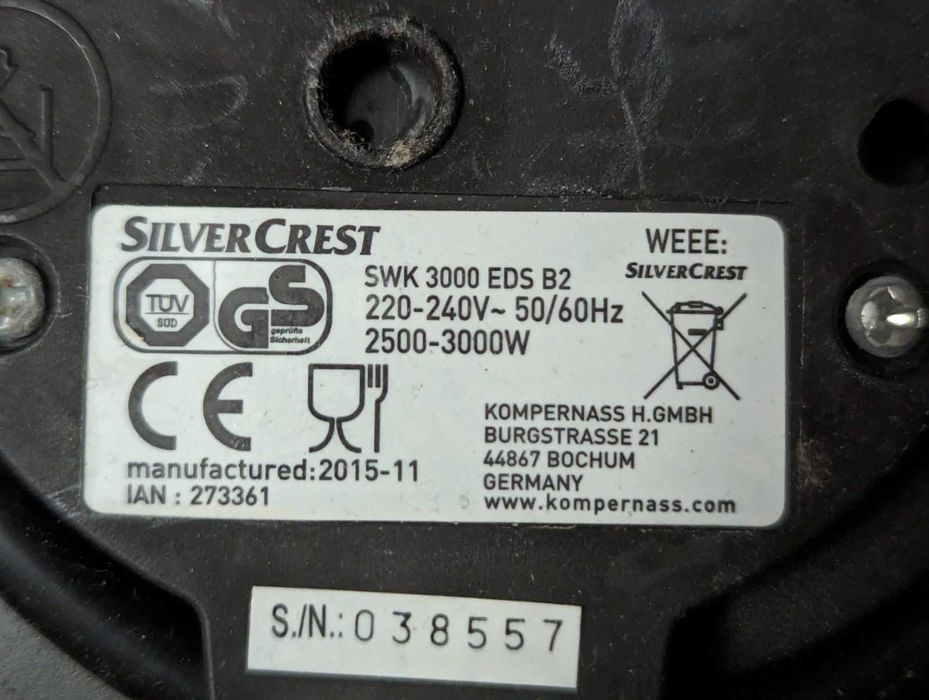 SILVERCREST
WEEE:
SILVERCREST
TÜV
SÜD
GS
geprüfte
Sicherheit
SWK 3000 EDS B2
220-240V~ 50/60Hz
2500-3000W
CE
manufactured:2015-11
IAN : 273361
KOMPERNASS H.GMBH
BURGSTRASSE 21
44867 BOCHUM
GERMANY
www.kompernass.com
S./N.:038557